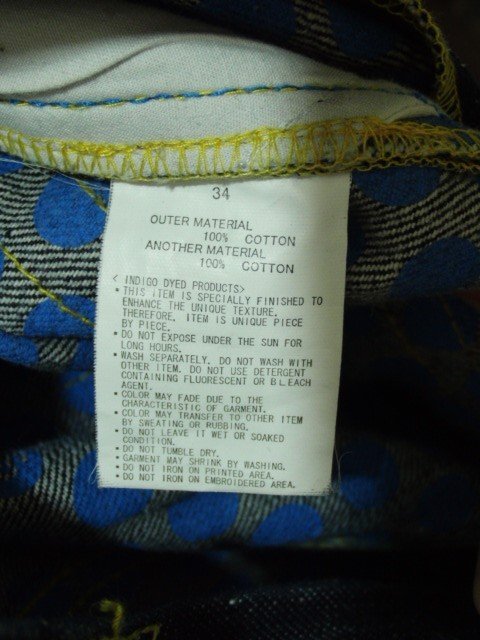 34
OUTER MATERIAL
100% COTTON
ANOTHER MATERIAL
100% COTTON
< INDIGO DYED PRODUCTS>
* THIS ITEM IS SPECIALLY FINISHED TO
ENHANCE THE UNIQUE TEXTURE.
THEREFORE, ITEM IS UNIQUE PIECE
BY PIECE.
* DO NOT EXPOSE UNDER THE SUN FOR
LONG HOURS.
* WASH SEPARATELY. DO NOT WASH WITH
OTHER ITEM. DO NOT USE DETERGENT
CONTAINING FLUORESCENT OR BLEACH
AGENT.
* COLOR MAY FADE DUE TO THE
CHARACTERISTIC OF GARMENT.
* COLOR MAY TRANSFER TO OTHER ITEM
BY SWEATING OR RUBBING.
* DO NOT LEAVE IT WET OR SOAKED
CONDITION.
* DO NOT TUMBLE DRY.
* GARMENT MAY SHRINK BY WASHING.
* DO NOT IRON ON PRINTED AREA.
* DO NOT IRON ON EMBROIDERED AREA.